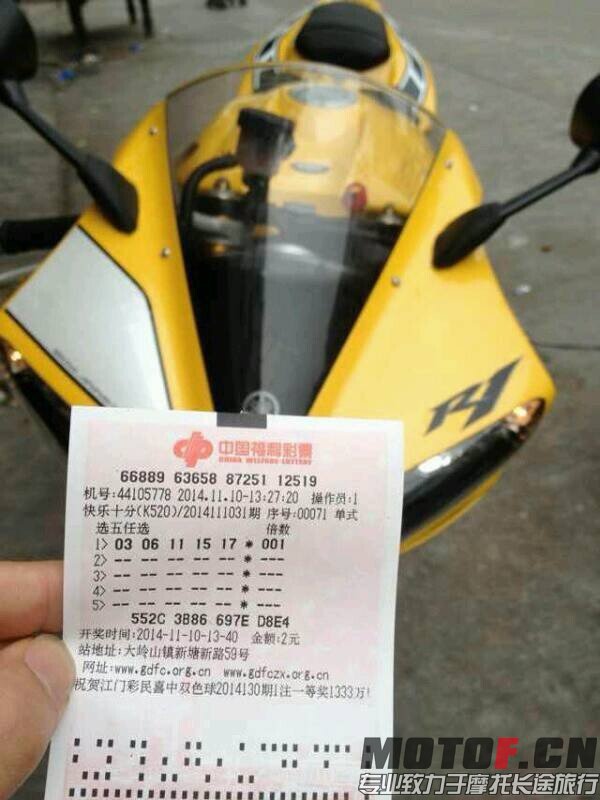 R1
中国福利彩票
CHINA WELFARE LOTTERY
66889 63658 87251 12519
机号:44105778 2014.11.10-13:27:20 操作员:1
快乐十分(K520)/2014111031期 序号:00071 单式
选五任选 倍数
1> 03 06 11 15 17 * 001
2> -- -- -- -- -- * --
3> -- -- -- -- -- * --
4> -- -- -- -- -- * --
5> -- -- -- -- -- * --
552C 3B86 697E D8E4
开奖时间:2014-11-10-13-40 金额:2元
站地址:大岭山镇新塘新路59号
网址:www.gdfc.org.cn www.gdfczx.org.cn
祝贺江门彩民喜中双色球2014130期1注一等奖1333万!
MOTOF.CN
专业致力于摩托长途旅行